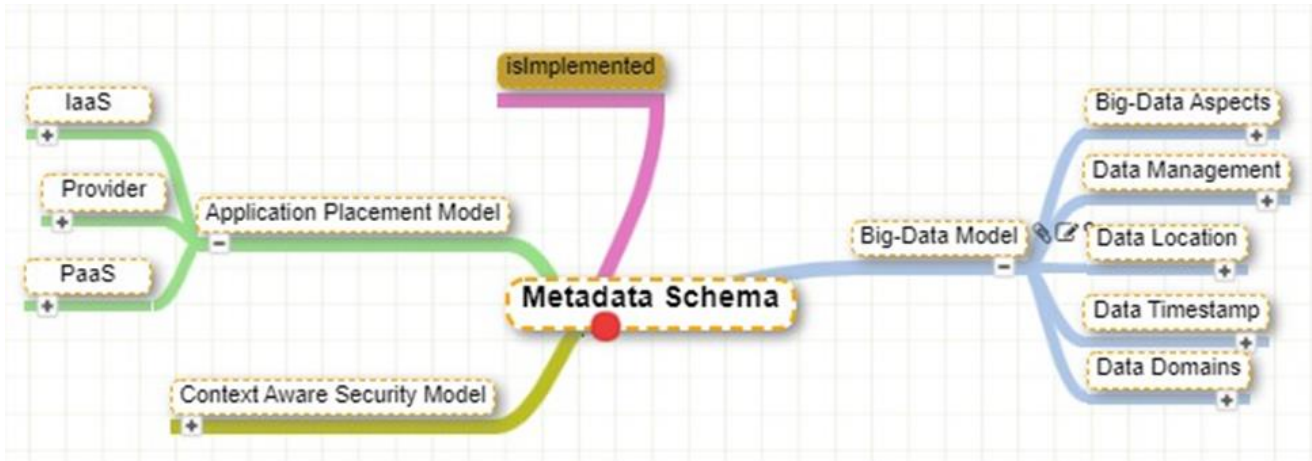 isImplemented
IaaS
Provider
PaaS
Application Placement Model
Metadata Schema
Context Aware Security Model
Big-Data Model
Big-Data Aspects
Data Management
Data Location
Data Timestamp
Data Domains